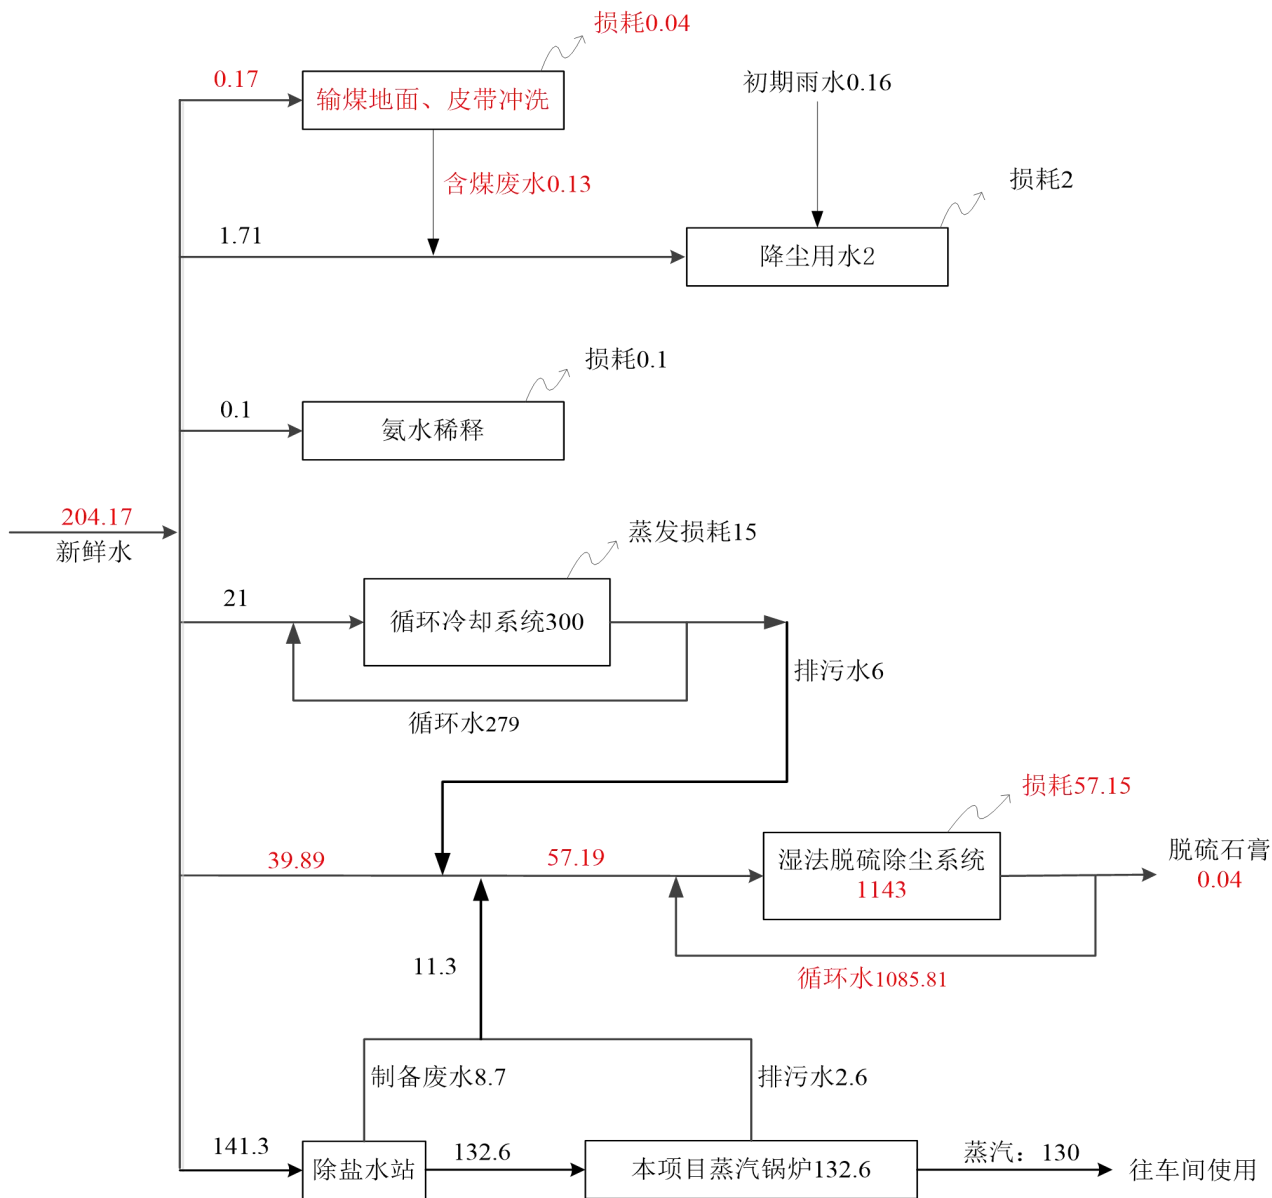 损耗0.04
0.17
输煤地面、皮带冲洗
初期雨水0.16
含煤废水0.13
损耗2
1.71
降尘用水2
损耗0.1
0.1
氨水稀释
204.17
新鲜水
蒸发损耗15
21
循环冷却系统300
排污水6
循环水279
损耗57.15
39.89
57.19
湿法脱硫除尘系统
1143
脱硫石膏
0.04
11.3
循环水1085.81
制备废水8.7
排污水2.6
141.3
除盐水站
132.6
本项目蒸汽锅炉132.6
蒸汽：130
往车间使用